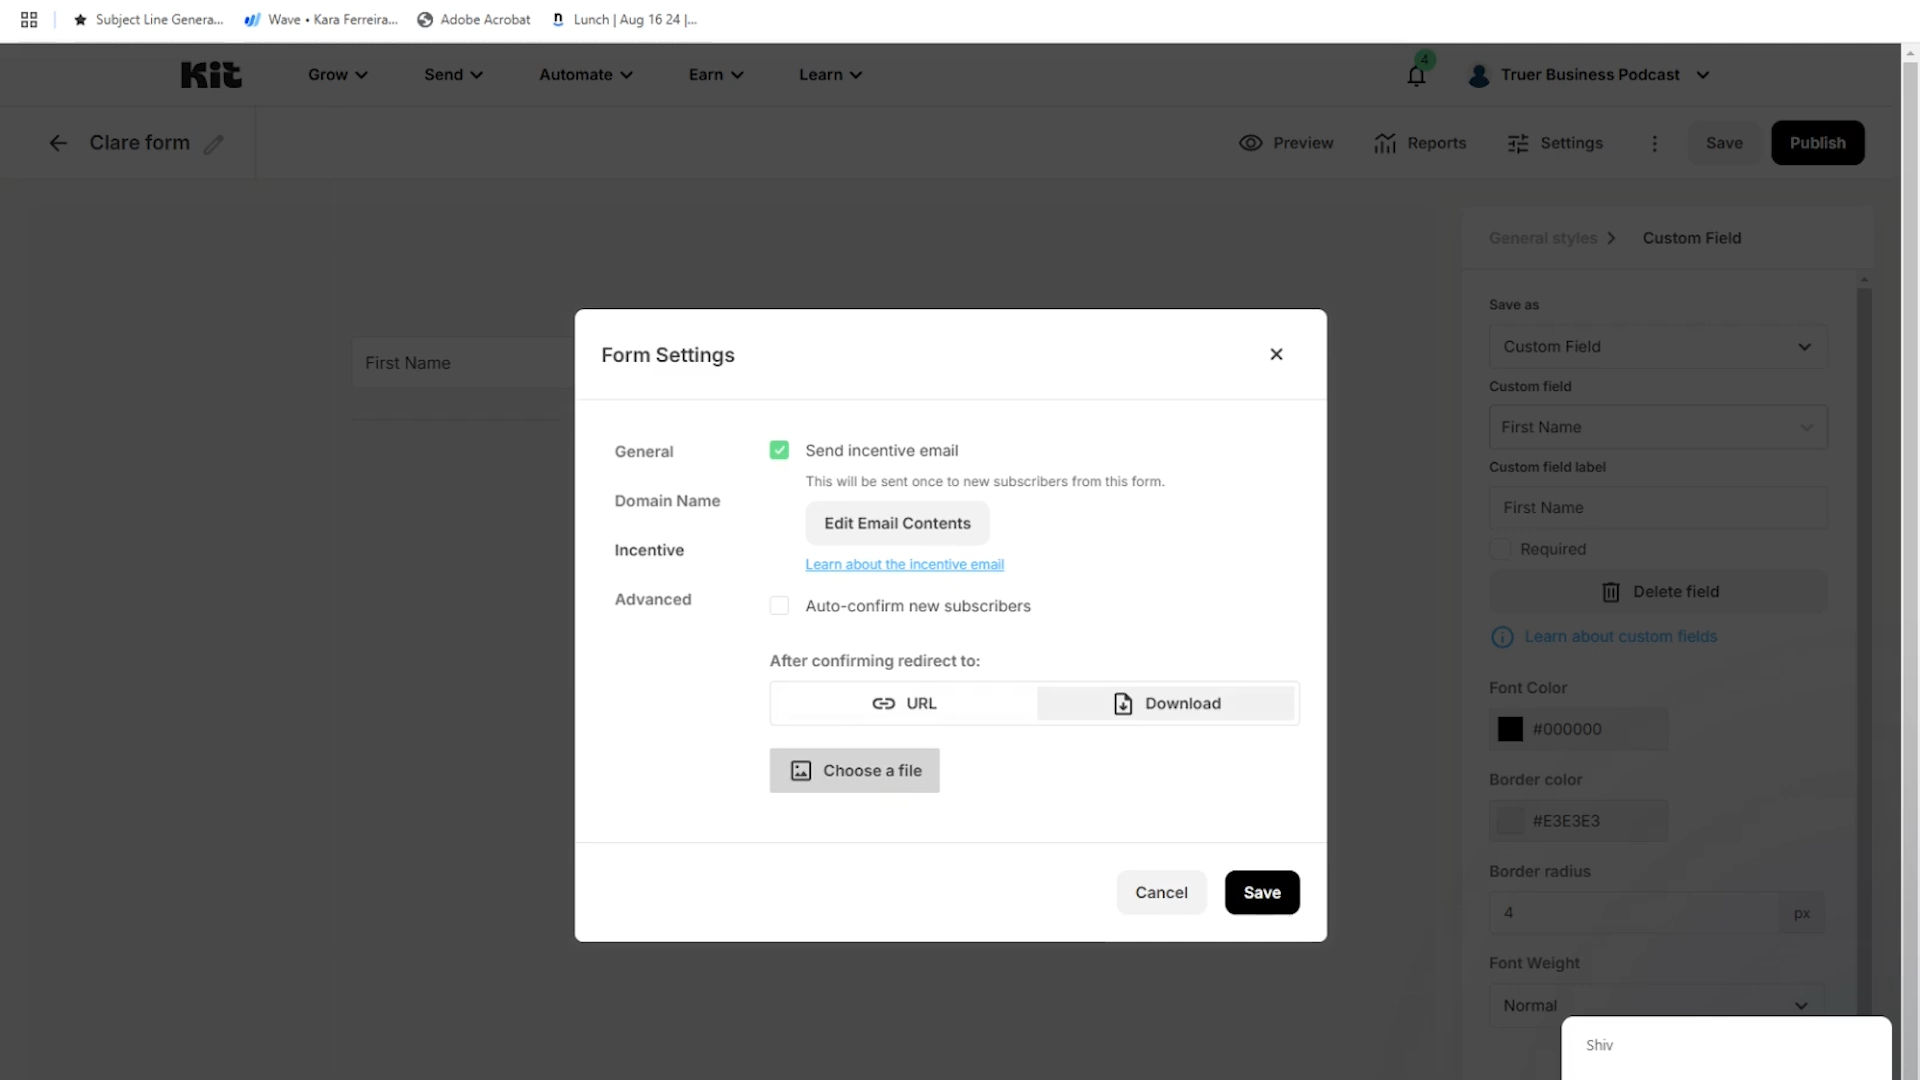 Subject Line Genera...
Wave • Kara Ferreira...
Adobe Acrobat
Lunch | Aug 16 24 |...
Kit
Grow
Send
Automate
Earn
Learn
4
Truer Business Podcast
Clare form
Preview
Reports
Settings
Save
Publish
General styles
Custom Field
First Name
Form Settings
General
Domain Name
Incentive
Advanced
Send incentive email
This will be sent once to new subscribers from this form.
Edit Email Contents
Learn about the incentive email
Auto-confirm new subscribers
After confirming redirect to:
URL
Download
Choose a file
Cancel
Save
Save as
Custom Field
Custom field
First Name
Custom field label
First Name
Required
Delete field
Learn about custom fields
Font Color
#000000
Border color
#E3E3E3
Border radius
4
px
Font Weight
Normal
Shiv